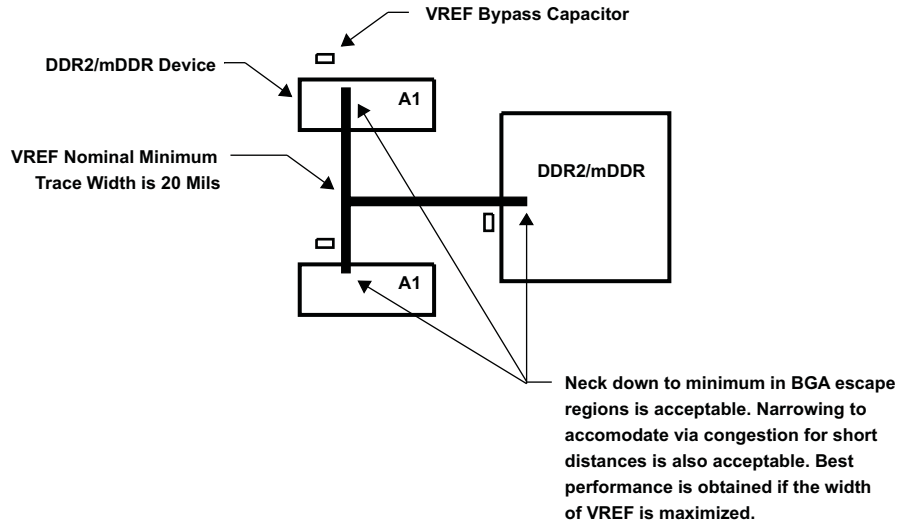 VREF Bypass Capacitor
DDR2/mDDR Device
A1
VREF Nominal Minimum
Trace Width is 20 Mils
DDR2/mDDR
A1
Neck down to minimum in BGA escape
regions is acceptable. Narrowing to
accomodate via congestion for short
distances is also acceptable. Best
performance is obtained if the width
of VREF is maximized.